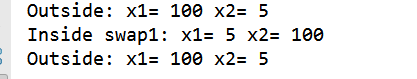 Outside: x1= 100 x2= 5
Inside swap1: x1= 5 x2= 100
Outside: x1= 100 x2= 5